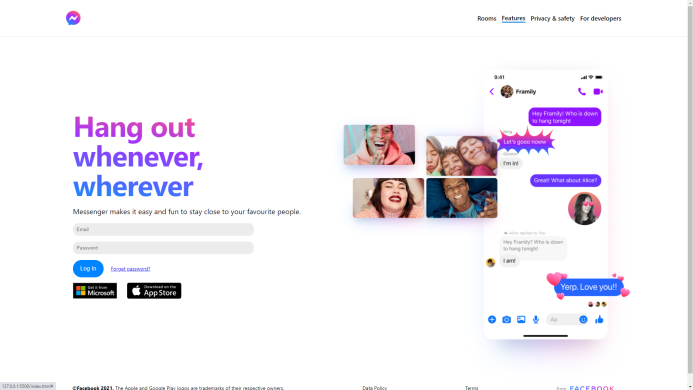 Rooms
Features
Privacy & safety
For developers
Hang out
whenever,
wherever
Messenger makes it easy and fun to stay close to your favourite people.
Email
Password
Log In
Forgot password?
Get it from
Microsoft
Download on the
App Store
9:41
Framily
Hey Framily! Who is down
to hang tonight
Let's gooo noww
I'm in!
Great! What about Alice?
Alice replied to You
Hey Framily? Who is down
to hang tonight
I am!
Yerp. Love you!!
Aa
127.0.0.1:5500/index.html#
©Facebook 2021. The Apple and Google Play logos are trademarks of their respective owners.
Data Policy
Terms
from FACEBOOK